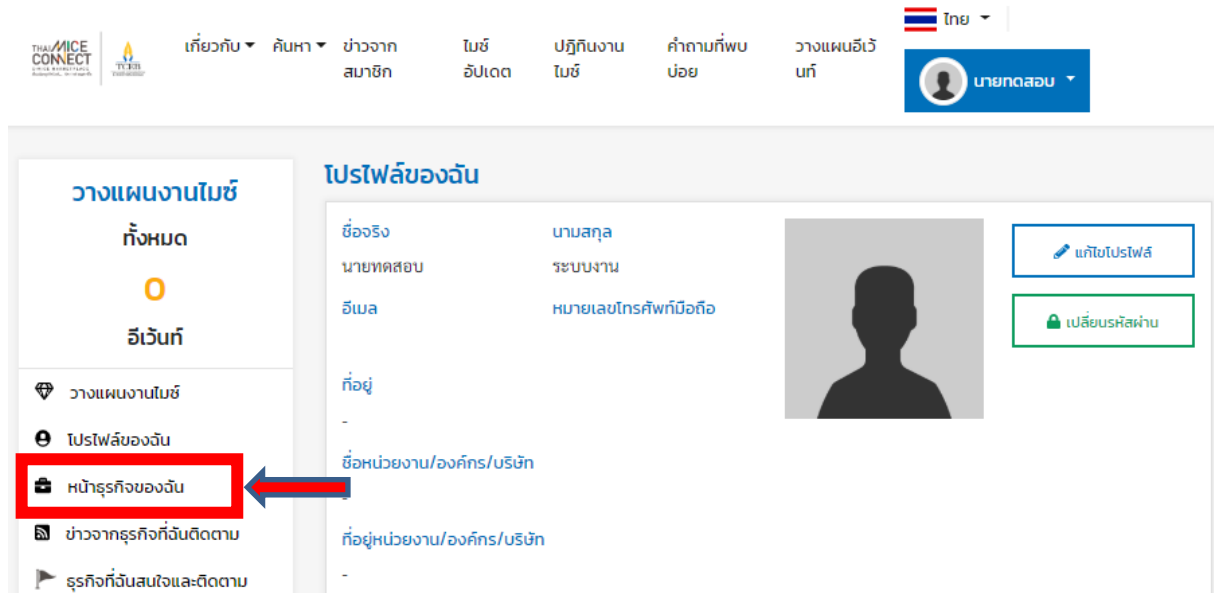 ไทย
THAI MICE
CONNECT
TCEB
เกี่ยวกับ
ค้นหา
ข่าวจาก
สมาชิก
ไมซ์
อัปเดต
ปฏิทินงาน
ไมซ์
คำถามที่พบ
บ่อย
วางแผนอีเว้
นท์
นายทดสอบ
วางแผนงานไมซ์
ทั้งหมด
0
อีเว้นท์
วางแผนงานไมซ์
โปรไฟล์ของฉัน
หน้าธุรกิจของฉัน
ข่าวจากธุรกิจที่ฉันติดตาม
ธุรกิจที่ฉันสนใจและติดตาม
โปรไฟล์ของฉัน
ชื่อจริง นามสกุล
นายทดสอบ ระบบงาน
อีเมล หมายเลขโทรศัพท์มือถือ
ที่อยู่
-
ชื่อหน่วยงาน/องค์กร/บริษัท
-
ที่อยู่หน่วยงาน/องค์กร/บริษัท
-
แก้ไขโปรไฟล์
เปลี่ยนรหัสผ่าน